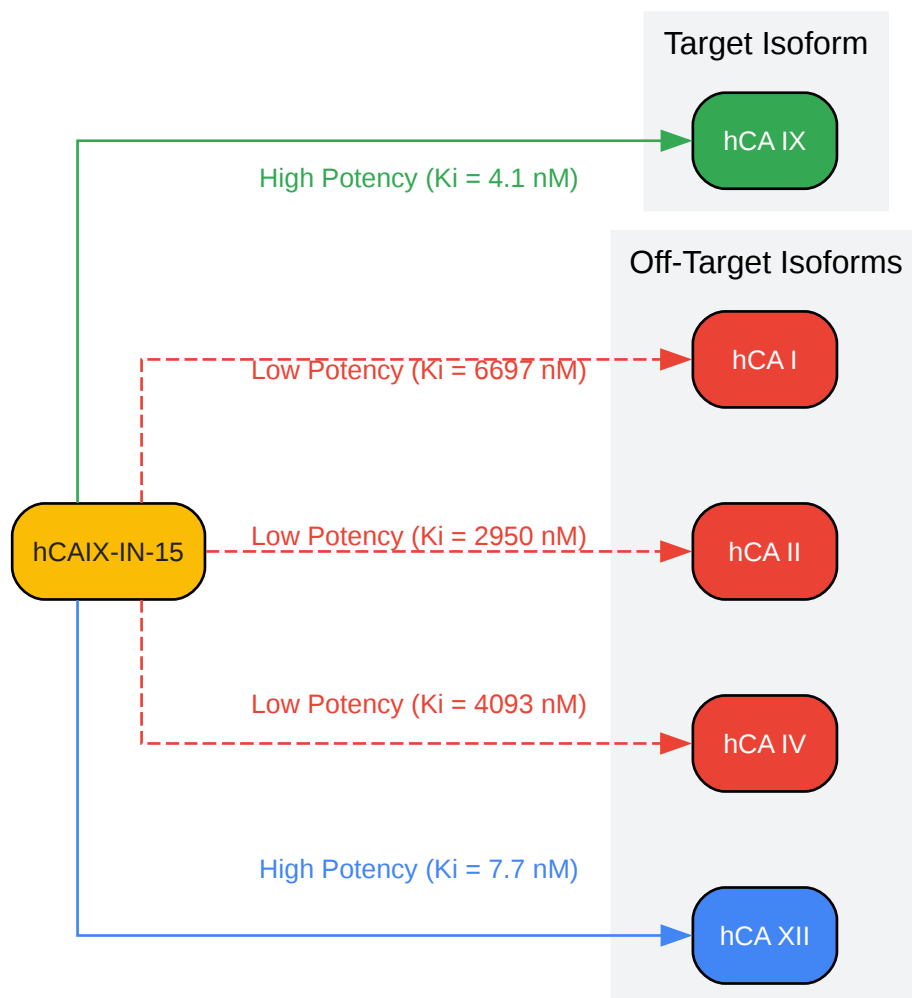 Target Isoform
hCA IX
High Potency (Ki = 4.1 nM)
Off-Target Isoforms
Low Potency (Ki = 6697 nM)
hCA I
hCAIX-IN-15
Low Potency (Ki = 2950 nM)
hCA II
Low Potency (Ki = 4093 nM)
hCA IV
High Potency (Ki = 7.7 nM)
hCA XII